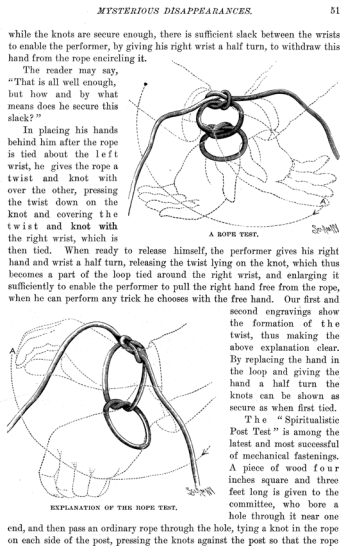 MYSTERIOUS DISAPPEARANCES. 51
while the knots are secure enough, there is sufficient slack between the wrists
to enable the performer, by giving his right wrist a half turn, to withdraw this
hand from the rope encircling it.
The reader may say,
“That is all well enough,
but how and by what
means does he secure this
slack?”
In placing his hands
behind him after the rope
is tied about the left
wrist, he gives the rope a
twist and knot with
over the other, pressing
the twist down on the
knot and covering the
twist and knot with
the right wrist, which is
A
A ROPE TEST.
then tied. When ready to release himself, the performer gives his right
hand and wrist a half turn, releasing the twist lying on the knot, which thus
becomes a part of the loop tied around the right wrist, and enlarging it
sufficiently to enable the performer to pull the right hand free from the rope,
when he can perform any trick he chooses with the free hand. Our first and
A
EXPLANATION OF THE ROPE TEST.
second engravings show
the formation of the
twist, thus making the
above explanation clear.
By replacing the hand in
the loop and giving the
hand a half turn the
knots can be shown as
secure as when first tied.
The “Spiritualistic
Post Test” is among the
latest and most successful
of mechanical fastenings.
A piece of wood four
inches square and three
feet long is given to the
committee, who bore a
hole through it near one
end, and then pass an ordinary rope through the hole, tying a knot in the rope
on each side of the post, pressing the knots against the post so that the rope